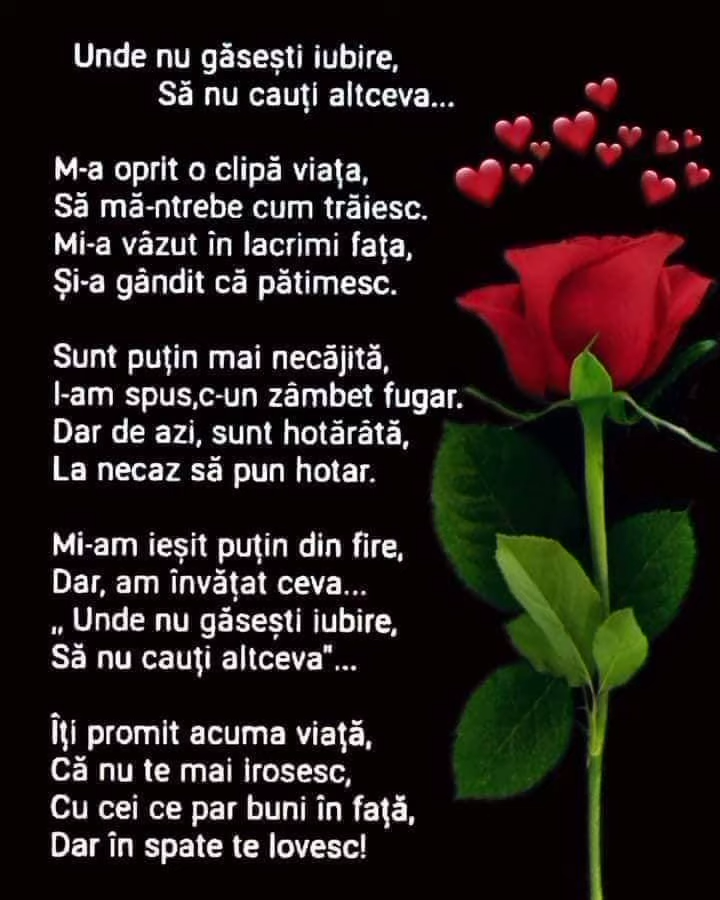 Unde nu găsești iubire,
Să nu cauți altceva...
M-a oprit o clipă viața,
Să mă-ntrebe cum trăiesc.
Mi-a văzut în lacrimi fața,
Și-a gândit că pătimesc.
Sunt puțin mai necăjită,
I-am spus,c-un zâmbet fugar.
Dar de azi, sunt hotărâtă,
La necaz să pun hotar.
Mi-am ieșit puțin din fire,
Dar, am învățat ceva...
„ Unde nu găsești iubire,
Să nu cauți altceva"...
Îți promit acuma viață,
Că nu te mai irosesc,
Cu cei ce par buni în față,
Dar în spate te lovesc!